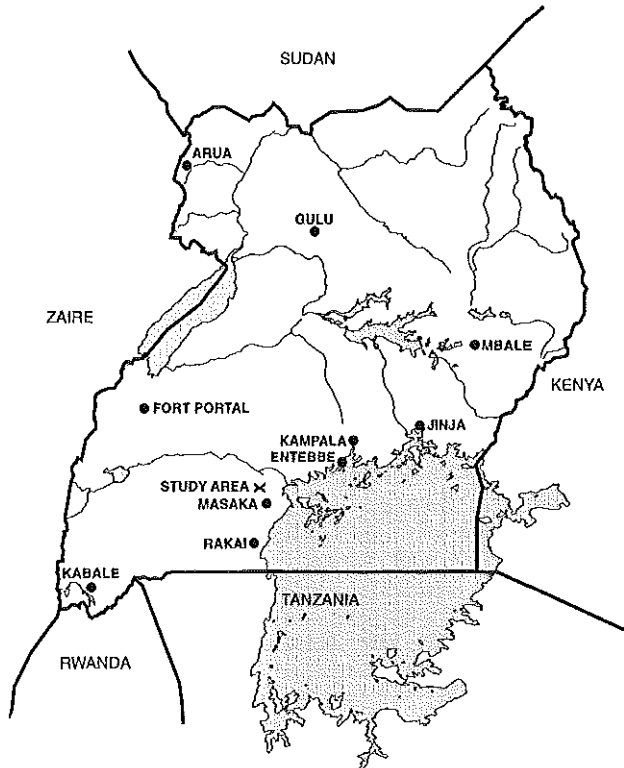 SUDAN
ARUA
GULU
ZAIRE
MBALE
KENYA
FORT PORTAL
JINJA
KAMPALA
ENTEBBE
STUDY AREA
MASAKA
RAKAI
KABALE
TANZANIA
RWANDA